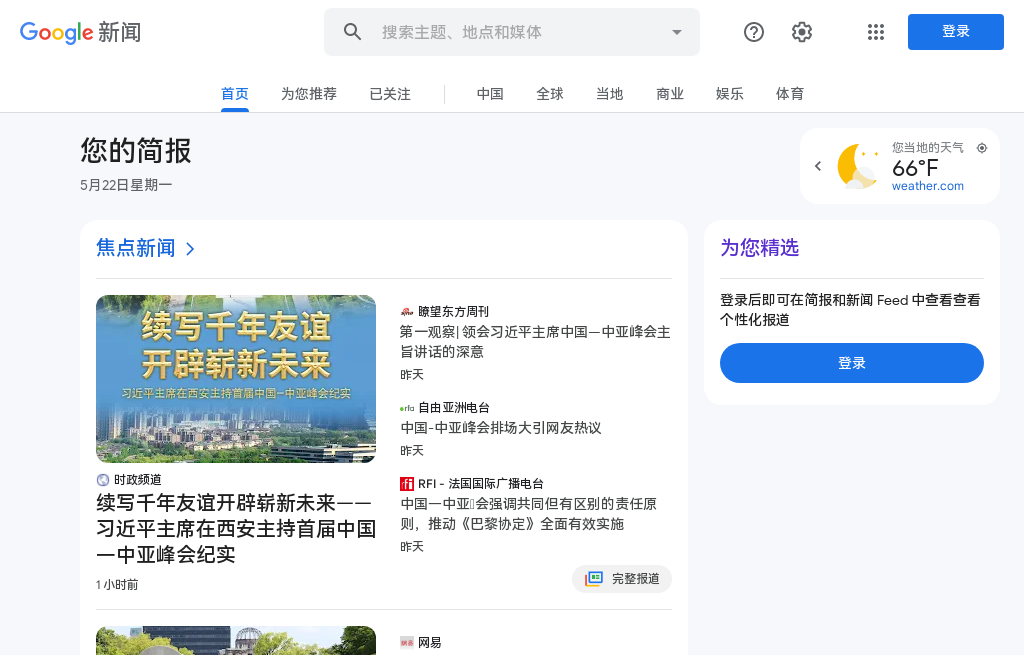 Google 新闻
搜索主题、地点和媒体
登录
首页
为您推荐
已关注
中国
全球
当地
商业
娱乐
体育
您的简报
5月22日星期一
您当地的天气
66°F
weather.com
焦点新闻
续写千年友谊
开辟崭新未来
习近平主席在西安主持首届中国—中亚峰会纪实
时政频道
续写千年友谊开辟崭新未来——
习近平主席在西安主持首届中国
—中亚峰会纪实
1 小时前
瞭望东方周刊
第一观察| 领会习近平主席中国—中亚峰会主
旨讲话的深意
昨天
rfa 自由亚洲电台
中国-中亚峰会排场大引网友热议
昨天
rfi RFI - 法国国际广播电台
中国一中亚▯会强调共同但有区别的责任原
则，推动《巴黎协定》全面有效实施
昨天
完整报道
網易 网易
为您精选
登录后即可在简报和新闻 Feed 中查看查看
个性化报道
登录